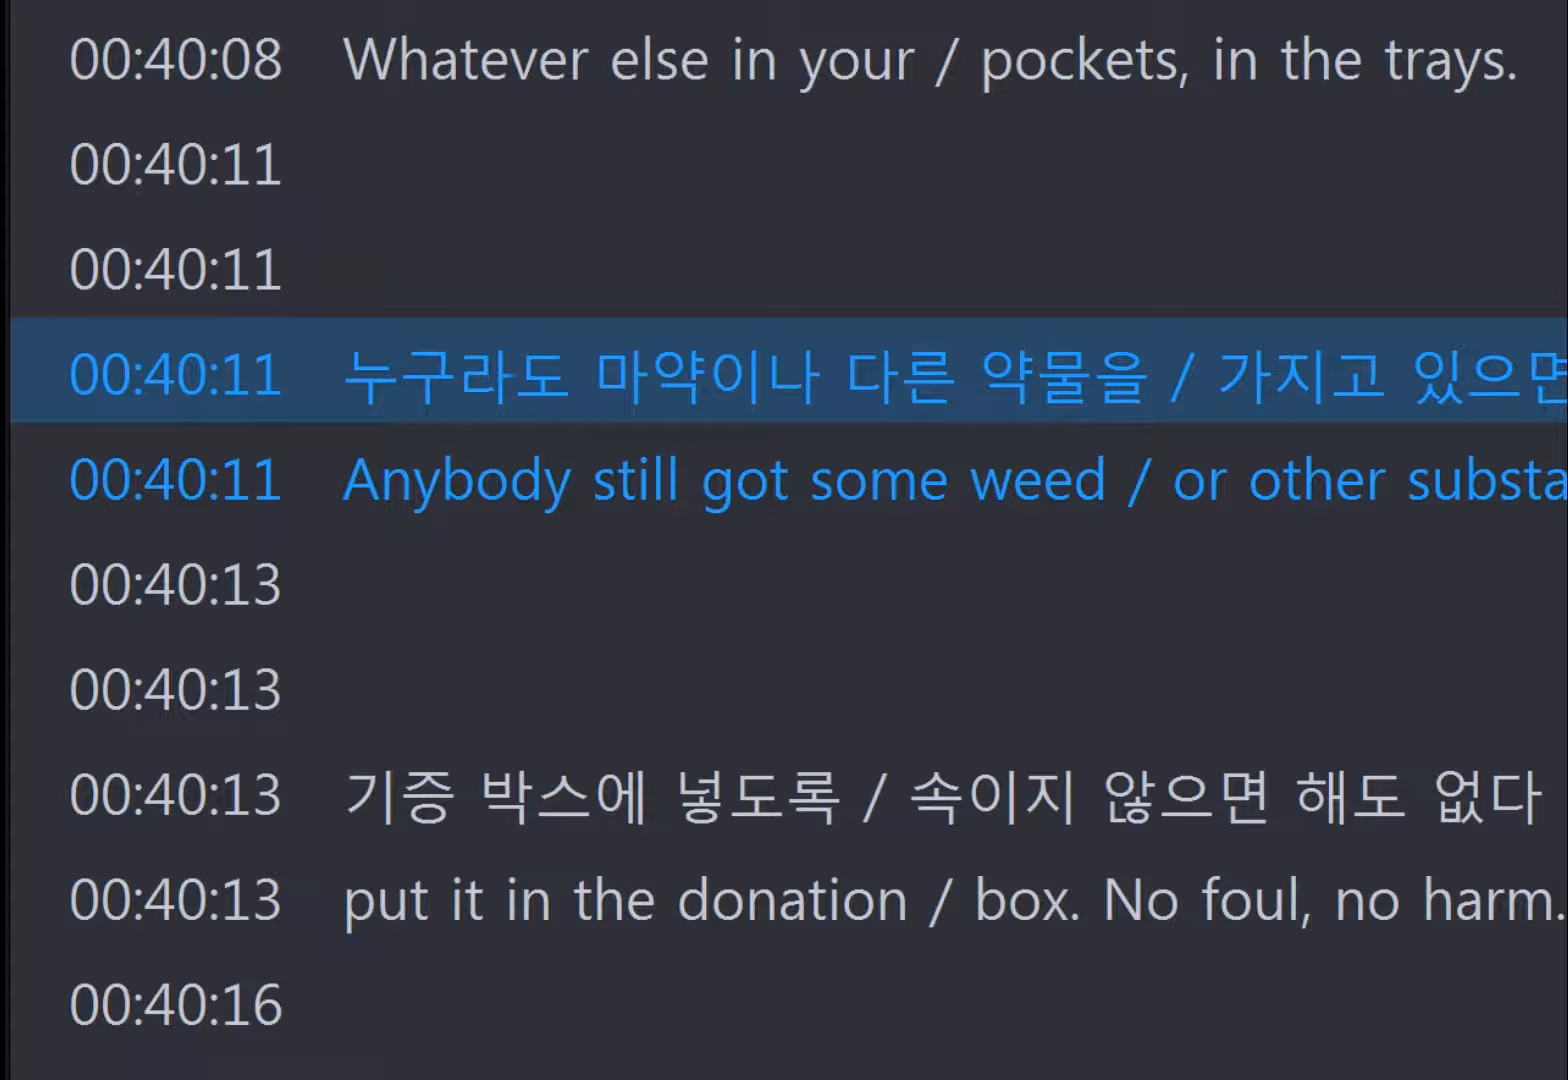 00:40:08 Whatever else in your / pockets, in the trays.
00:40:11
00:40:11
00:40:11 누구라도 마약이나 다른 약물을 / 가지고 있으면
00:40:11 Anybody still got some weed / or other substa
00:40:13
00:40:13
00:40:13 기증 박스에 넣도록 / 속이지 않으면 해도 없다
00:40:13 put it in the donation / box. No foul, no harm.
00:40:16